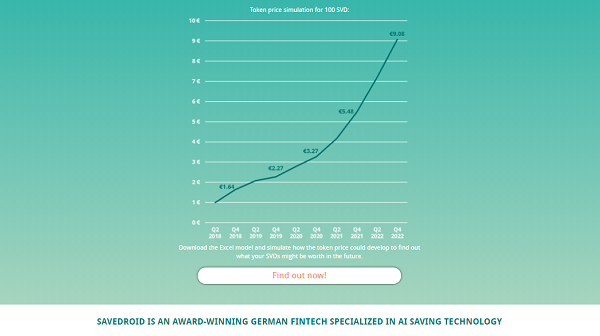 Token price simulation for 100 SVD:
10 €
9 €
8 €
7 €
6 €
5 €
4 €
3 €
2 €
1 €
0 €
€1.64
€2.27
€3.27
€5.48
€9.08
Q2 Q4 Q2 Q4 Q2 Q4 Q2 Q4 Q2 Q4
2018 2018 2019 2019 2020 2020 2021 2021 2022 2022
Download the Excel model and simulate how the token price could develop to find out
what your SVDs might be worth in the future.
Find out now!
SAVEDROID IS AN AWARD-WINNING GERMAN FINTECH SPECIALIZED IN AI SAVING TECHNOLOGY